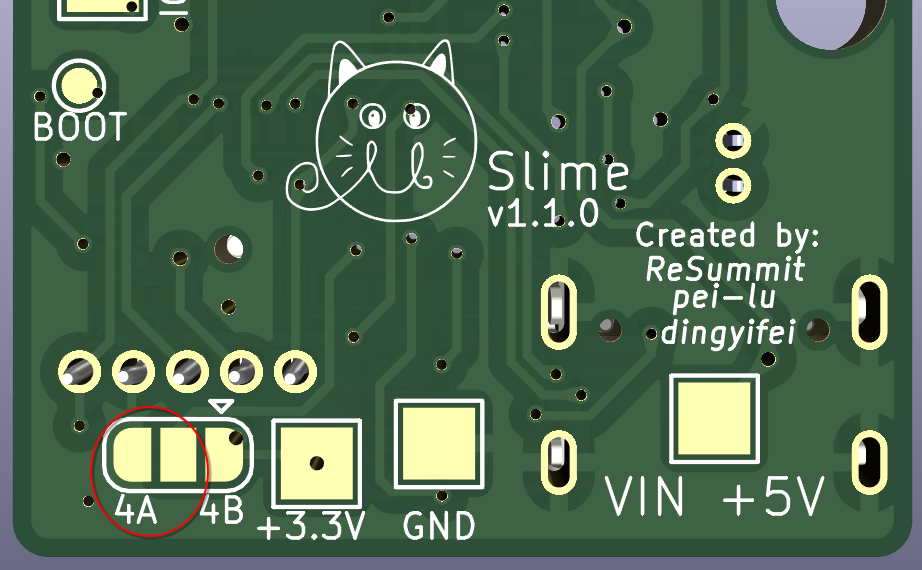 BOOT
Slime
v1.1.0
Created by:
ReSummit
pei-lu
dingyifei
4A 4B +3.3V GND VIN +5V